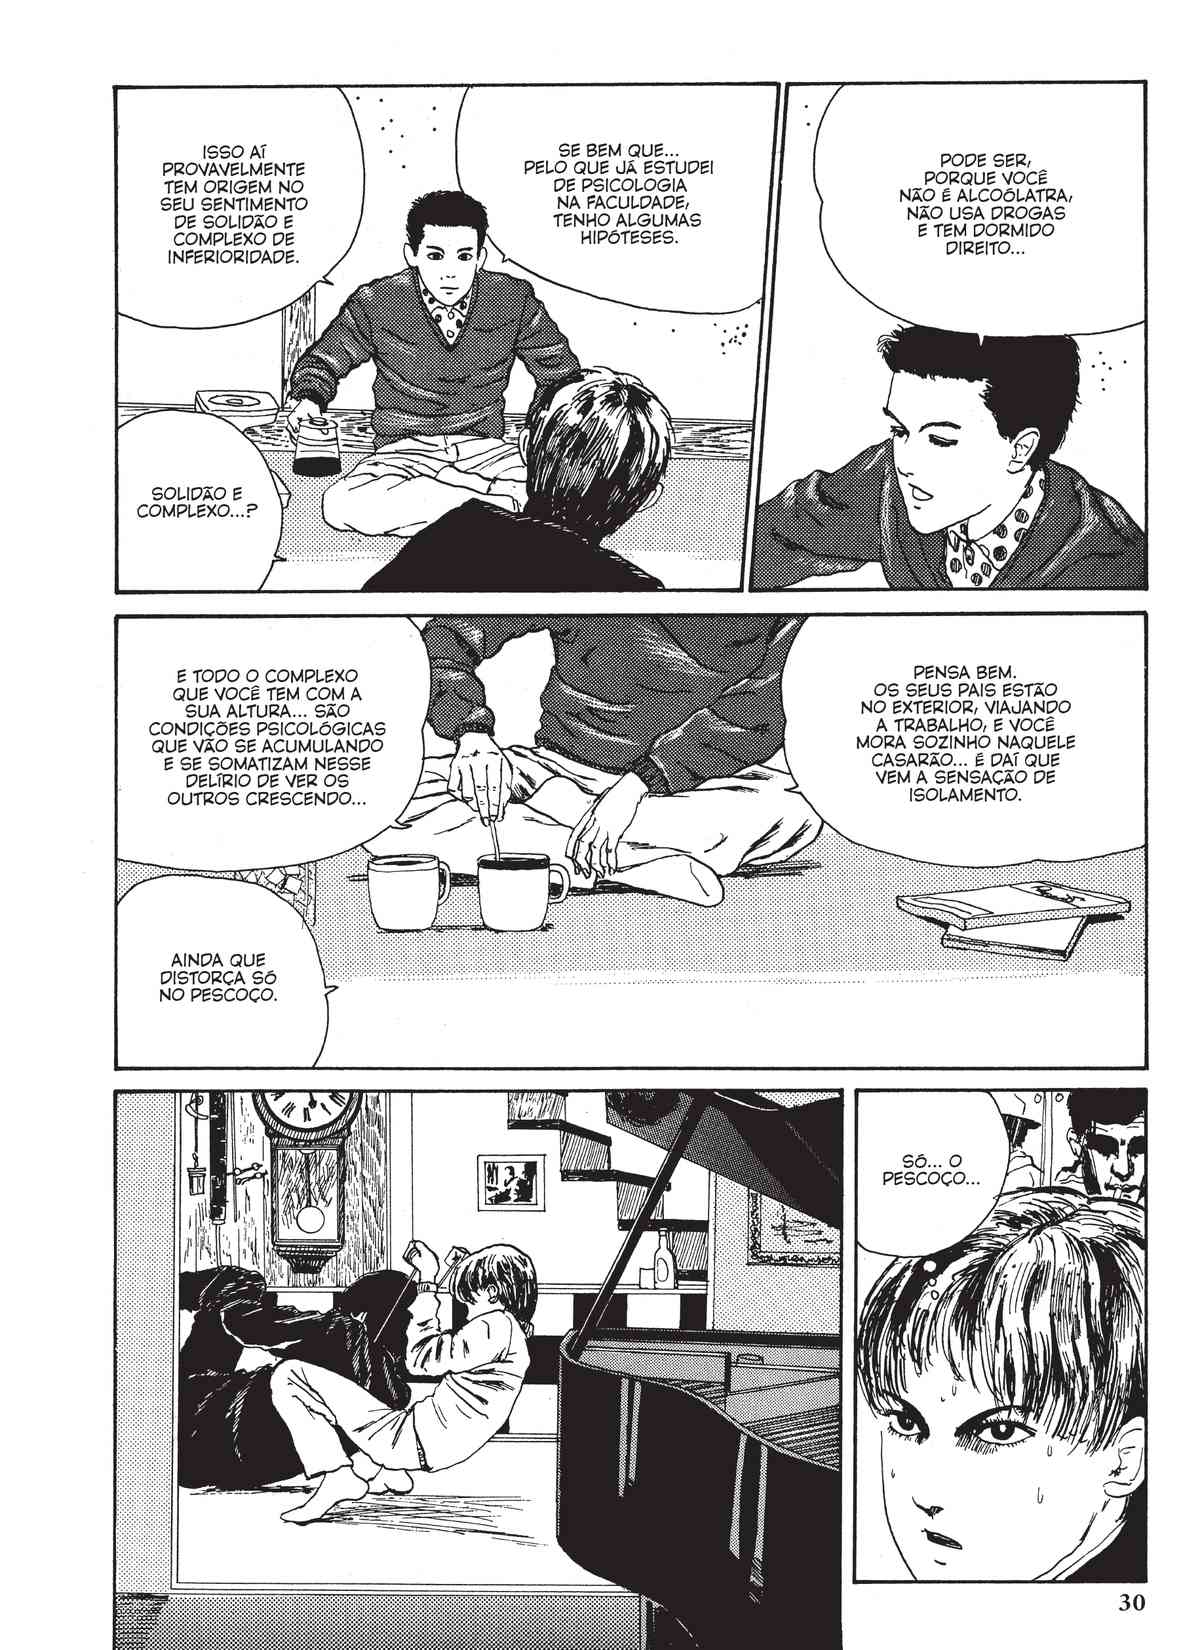 PODE SER,
PORQUE VOCÊ
NÃO É ALCOÓLATRA,
NÃO USA DROGAS
E TEM DORMIDO
DIREITO...
SE BEM QUE...
PELO QUE JÁ ESTUDEI
DE PSICOLOGIA
NA FACULDADE,
TENHO ALGUMAS
HIPÓTESES.
ISSO AÍ
PROVAVELMENTE
TEM ORIGEM NO
SEU SENTIMENTO
DE SOLIDÃO E
COMPLEXO DE
INFERIORIDADE.
SOLIDÃO E
COMPLEXO...?
PENSA BEM.
OS SEUS PAIS ESTÃO
NO EXTERIOR, VIAJANDO
A TRABALHO, E VOCÊ
MORA SOZINHO NAQUELE
CASARÃO... É DAÍ QUE
VEM A SENSAÇÃO DE
ISOLAMENTO.
E TODO O COMPLEXO
QUE VOCÊ TEM COM A
SUA ALTURA... SÃO
CONDIÇÕES PSICOLÓGICAS
QUE VÃO SE ACUMULANDO
E SE SOMATIZAM NESSE
DELÍRIO DE VER OS
OUTROS CRESCENDO...
AINDA QUE
DISTORÇA SÓ
NO PESCOÇO.
SÓ... O
PESCOÇO...
30